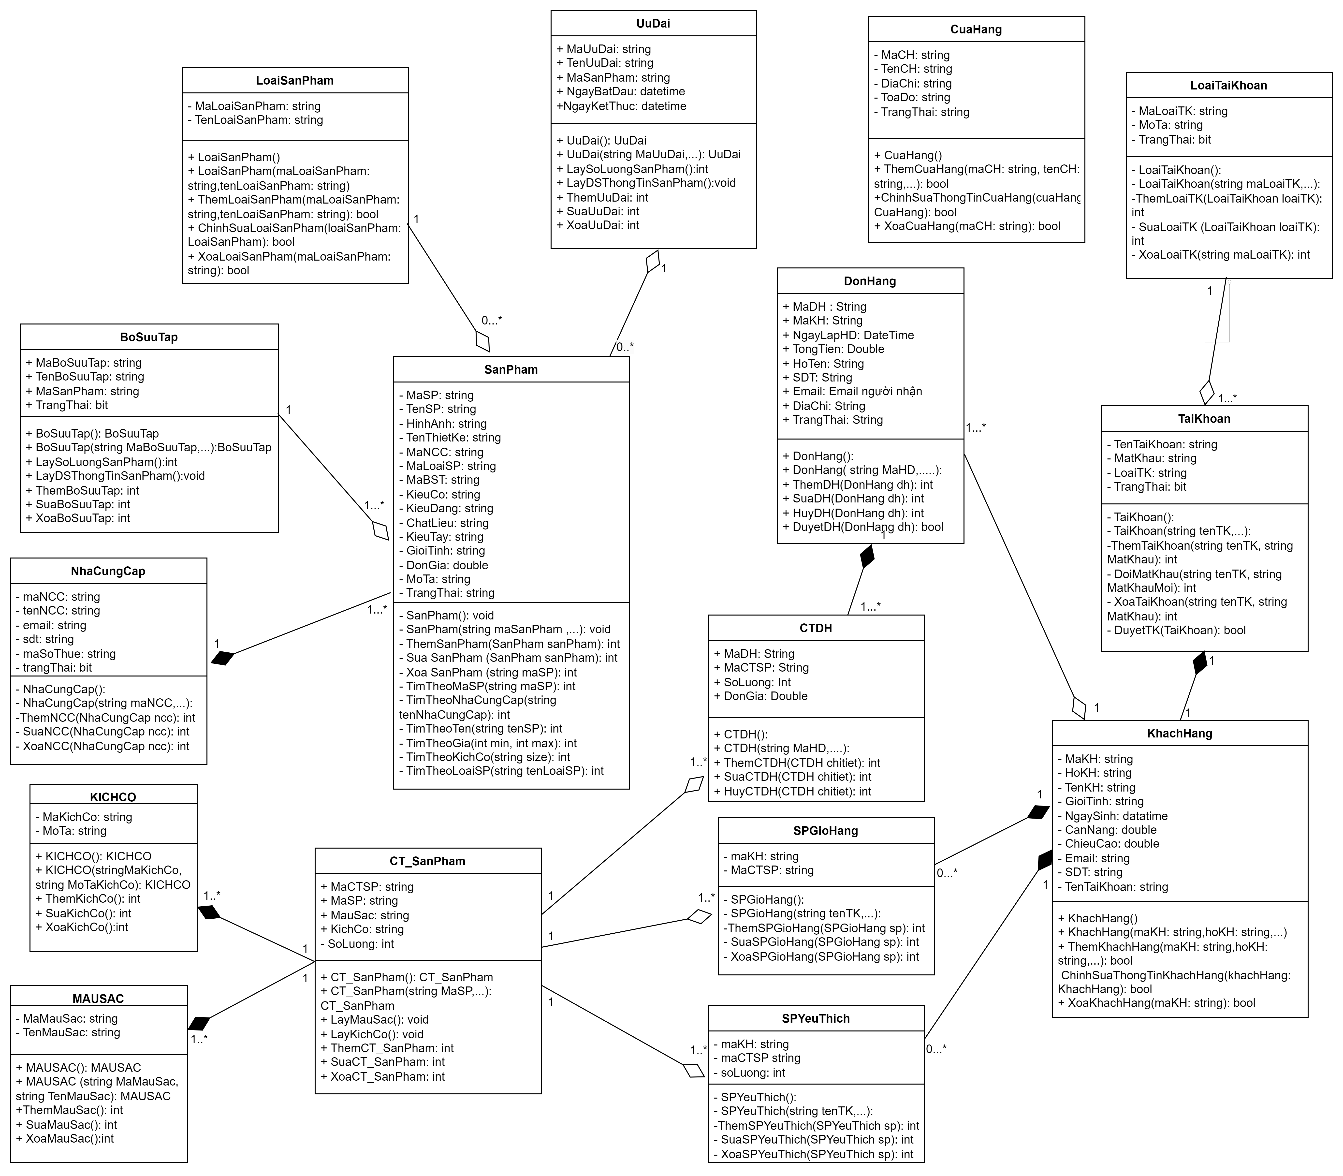 UuDai
+ MaUuDai: string
+ TenUuDai: string
+ MaSanPham: string
+ NgayBatDau: datetime
+NgayKetThuc: datetime
+ UuDai(): UuDai
+ UuDai(string MaUuDai,...): UuDai
+ LaySoLuongSanPham():int
+ LayDSThongTinSanPham():void
+ ThemUuDai: int
+ SuaUuDai: int
+ XoaUuDai: int
1
0..*
CuaHang
- MaCH: string
- TenCH: string
- DiaChi: string
- ToaDo: string
- TrangThai: string
+ CuaHang()
+ ThemCuaHang(maCH: string, tenCH:
string,...): bool
+ChinhSuaThongTinCuaHang(cuaHang
CuaHang): bool
+ XoaCuaHang(maCH: string): bool
LoaiSanPham
- MaLoaiSanPham: string
- TenLoaiSanPham: string
+ LoaiSanPham()
+ LoaiSanPham(maLoaiSanPham:
string,tenLoaiSanPham: string)
+ ThemLoaiSanPham(maLoaiSanPham:
string,tenLoaiSanPham: string): bool
+ ChinhSuaLoaiSanPham(loaiSanPham:
LoaiSanPham): bool
+ XoaLoaiSanPham(maLoaiSanPham:
string): bool
1
0...*
LoaiTaiKhoan
- MaLoaiTK: string
- MoTa: string
- TrangThai: bit
- LoaiTaiKhoan():
- LoaiTaiKhoan(string maLoaiTK,...):
-ThemLoaiTK(LoaiTaiKhoan loaiTK):
int
- SuaLoaiTK (LoaiTaiKhoan loaiTK):
int
- XoaLoaiTK(string maLoaiTK): int
1
1...*
DonHang
+ MaDH : String
+ MaKH: String
+ NgayLapHD: DateTime
+ TongTien: Double
+ HoTen: String
+ SDT: String
+ Email: Email người nhận
+ DiaChi: String
+ TrangThai: String
+ DonHang():
+ DonHang( string MaHD,.....):
+ ThemDH(DonHang dh): int
+ SuaDH(DonHang dh): int
+ HuyDH(DonHang dh): int
+ DuyetDH(DonHang dh): bool
1...*
1
1...*
BoSuuTap
+ MaBoSuuTap: string
+ TenBoSuuTap: string
+ MaSanPham: string
+ TrangThai: bit
+ BoSuuTap(): BoSuuTap
+ BoSuuTap(string MaBoSuuTap,...):BoSuuTap
+ LaySoLuongSanPham():int
+ LayDSThongTinSanPham():void
+ ThemBoSuuTap: int
+ SuaBoSuuTap: int
+ XoaBoSuuTap: int
1
1...*
SanPham
- MaSP: string
- TenSP: string
- HinhAnh: string
- TenThietKe: string
- MaNCC: string
- MaLoaiSP: string
- MaBST: string
- KieuCo: string
- KieuDang: string
- ChatLieu: string
- KieuTay: string
- GioiTinh: string
- DonGia: double
- MoTa: string
- TrangThai: string
- SanPham(): void
- SanPham(string maSanPham ,...): void
- ThemSanPham(SanPham sanPham): int
- Sua SanPham (SanPham sanPham): int
- Xoa SanPham (string maSP): int
- TimTheoMaSP(string maSP): int
- TimTheoNhaCungCap(string
tenNhaCungCap): int
- TimTheoTen(string tenSP): int
- TimTheoGia(int min, int max): int
- TimTheoKichCo(string size): int
- TimTheoLoaiSP(string tenLoaiSP): int
TaiKhoan
- TenTaiKhoan: string
- MatKhau: string
- LoaiTK: string
- TrangThai: bit
- TaiKhoan():
- TaiKhoan(string tenTK,...):
-ThemTaiKhoan(string tenTK, string
MatKhau): int
- DoiMatKhau(string tenTK, string
MatKhauMoi): int
- XoaTaiKhoan(string tenTK, string
MatKhau): int
- DuyetTK(TaiKhoan): bool
1
1
NhaCungCap
- maNCC: string
- tenNCC: string
- email: string
- sdt: string
- maSoThue: string
- trangThai: bit
- NhaCungCap():
- NhaCungCap(string maNCC,...):
-ThemNCC(NhaCungCap ncc): int
- SuaNCC(NhaCungCap ncc): int
- XoaNCC(NhaCungCap ncc): int
1
1...*
CTDH
+ MaDH: String
+ MaCTSP: String
+ SoLuong: Int
+ DonGia: Double
+ CTDH():
+ CTDH(string MaHD,....):
+ ThemCTDH(CTDH chitiet): int
+ SuaCTDH(CTDH chitiet): int
+ HuyCTDH(CTDH chitiet): int
1..*
1
KhachHang
- MaKH: string
- HoKH: string
- TenKH: string
- GioiTinh: string
- NgaySinh: datatime
- CanNang: double
- ChieuCao: double
- Email: string
- SDT: string
- TenTaiKhoan: string
+ KhachHang()
+ KhachHang(maKH: string,hoKH: string,...)
+ ThemKhachHang(maKH: string,hoKH:
string,...): bool
ChinhSuaThongTinKhachHang(khachHang:
KhachHang): bool
+ XoaKhachHang(maKH: string): bool
1
1
KICHCO
- MaKichCo: string
- MoTa: string
+ KICHCO(): KICHCO
+ KICHCO(stringMaKichCo,
string MoTaKichCo): KICHCO
+ ThemKichCo(): int
+ SuaKichCo(): int
+ XoaKichCo():int
1..*
1
SPGIoHang
- maKH: string
- MaCTSP: string
- SPGioHang():
- SPGioHang(string tenTK,...):
-ThemSPGioHang(SPGioHang sp): int
- SuaSPGioHang(SPGioHang sp): int
- XoaSPGioHang(SPGioHang sp): int
0...*
1..*
CT_SanPham
+ MaCTSP: string
+ MaSP: string
+ MauSac: string
+ KichCo: string
- SoLuong: int
+ CT_SanPham(): CT_SanPham
+ CT_SanPham(string MaSP,...):
CT_SanPham
+ LayMauSac(): void
+ LayKichCo(): void
+ ThemCT_SanPham: int
+ SuaCT_SanPham: int
+ XoaCT_SanPham: int
1
1
1
1
MAUSAC
- MaMauSac: string
- TenMauSac: string
+ MAUSAC(): MAUSAC
+ MAUSAC (string MaMauSac,
string TenMauSac): MAUSAC
+ThemMauSac(): int
+ SuaMauSac(): int
+ XoaMauSac():int
1..*
SPYeuThich
- maKH: string
- maCTSP string
- soLuong: int
- SPYeuThich():
- SPYeuThich(string tenTK,...):
-ThemSPYeuThich(SPYeuThich sp): int
- SuaSPYeuThich(SPYeuThich sp): int
- XoaSPYeuThich(SPYeuThich sp): int
1..*
0...*